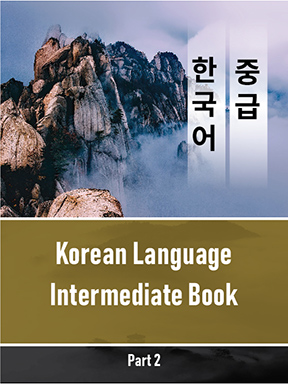 한국어
중급
Korean Language
Intermediate Book
Part 2